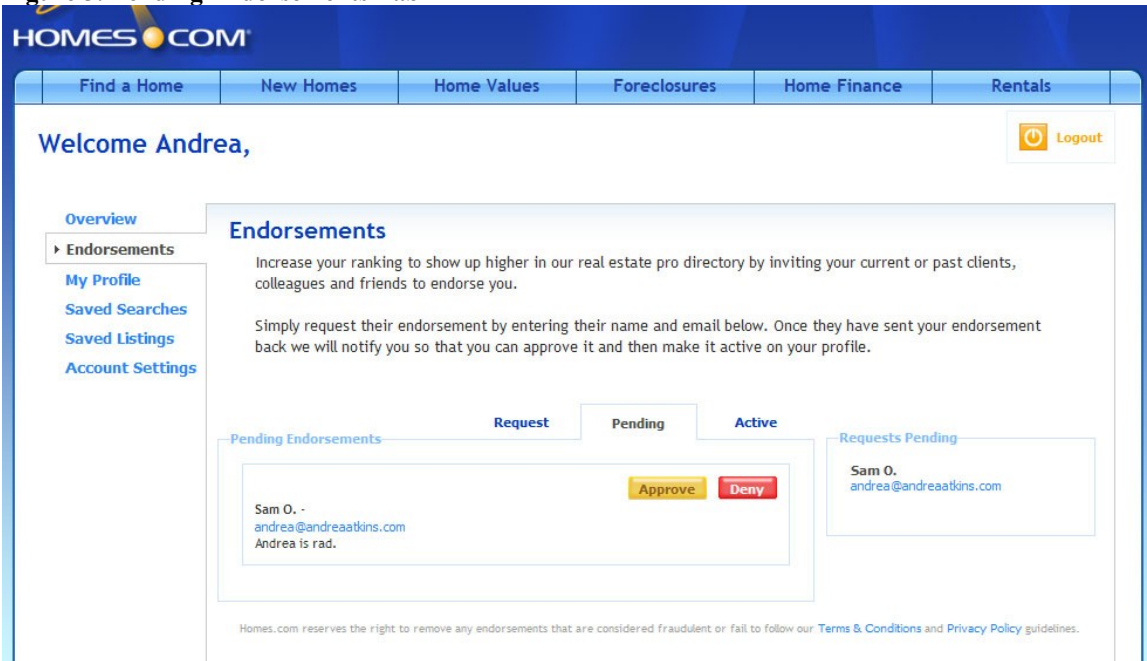 HOMES COM
Find a Home
New Homes
Home Values
Foreclosures
Home Finance
Rentals
Welcome Andrea,
Logout
Overview
Endorsements
My Profile
Saved Searches
Saved Listings
Account Settings
Endorsements
Increase your ranking to show up higher in our real estate pro directory by inviting your current or past clients,
colleagues and friends to endorse you.
Simply request their endorsement by entering their name and email below. Once they have sent your endorsement
back we will notify you so that you can approve it and then make it active on your profile.
Request
Pending
Active
Pending Endorsements
Approve
Deny
Sam O. -
andrea@andreaatkins.com
Andrea is rad.
Requests Pending
Sam O.
andrea@andreaatkins.com
Homes.com reserves the right to remove any endorsements that are considered fraudulent or fail to follow our Terms & Conditions and Privacy Policy guidelines.